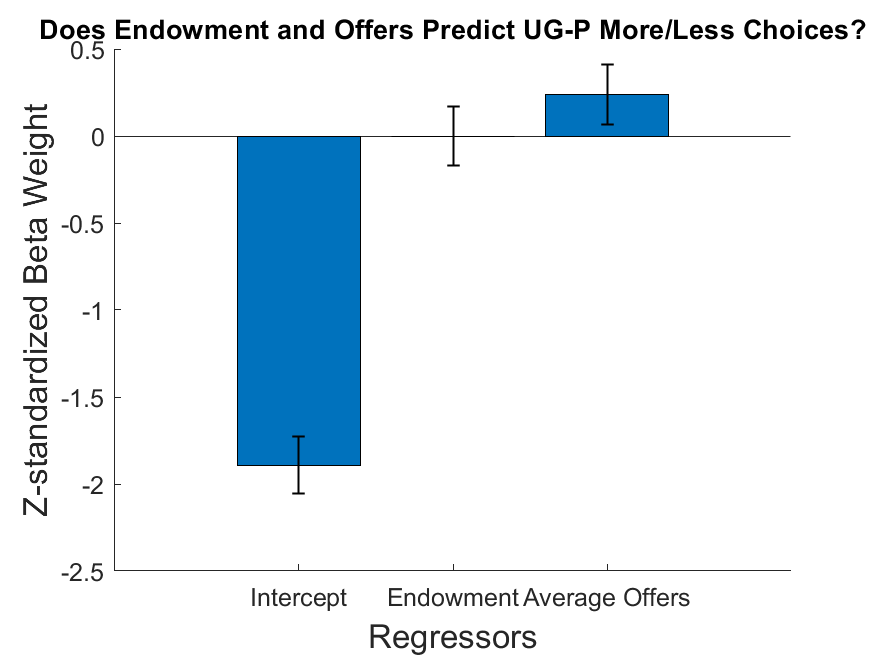 Does Endowment and Offers Predict UG-P More/Less Choices?
0.5
0
-0.5
-1
-1.5
-2
-2.5
Z-standardized Beta Weight
Intercept Endowment Average Offers
Regressors